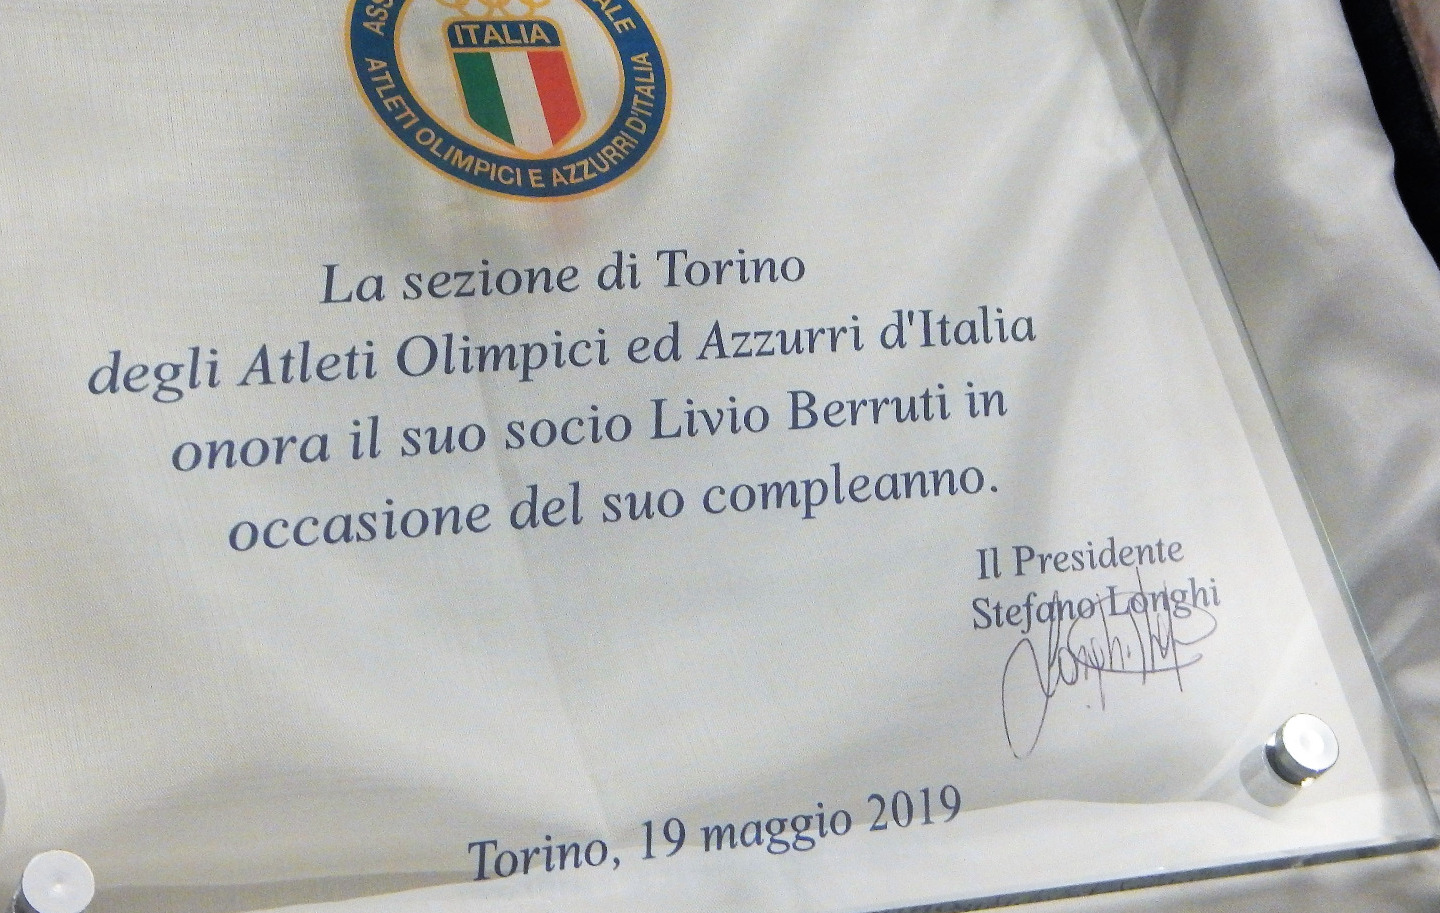 ITALIA
ATLETI OLIMPICI E AZZURRI D'ITALIA
La sezione di Torino
degli Atleti Olimpici ed Azzurri d'Italia
onora il suo socio Livio Berruti in
occasione del suo compleanno.
Il Presidente
Stefano Longhi
Torino, 19 maggio 2019